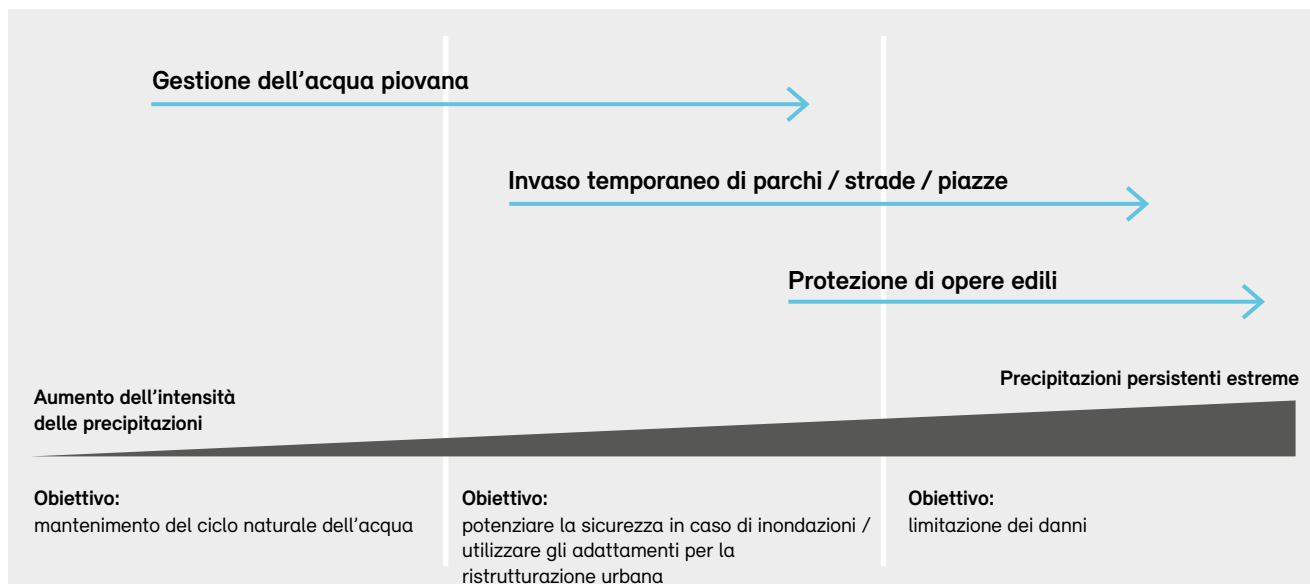 Gestione dell'acqua piovana
Invaso temporaneo di parchi / strade / piazze
Protezione di opere edili
Precipitazioni persistenti estreme
Aumento dell'intensità
delle precipitazioni
Obiettivo:
mantenimento del ciclo naturale dell'acqua
Obiettivo:
potenziare la sicurezza in caso di inondazioni /
utilizzare gli adattamenti per la
ristrutturazione urbana
Obiettivo:
limitazione dei danni